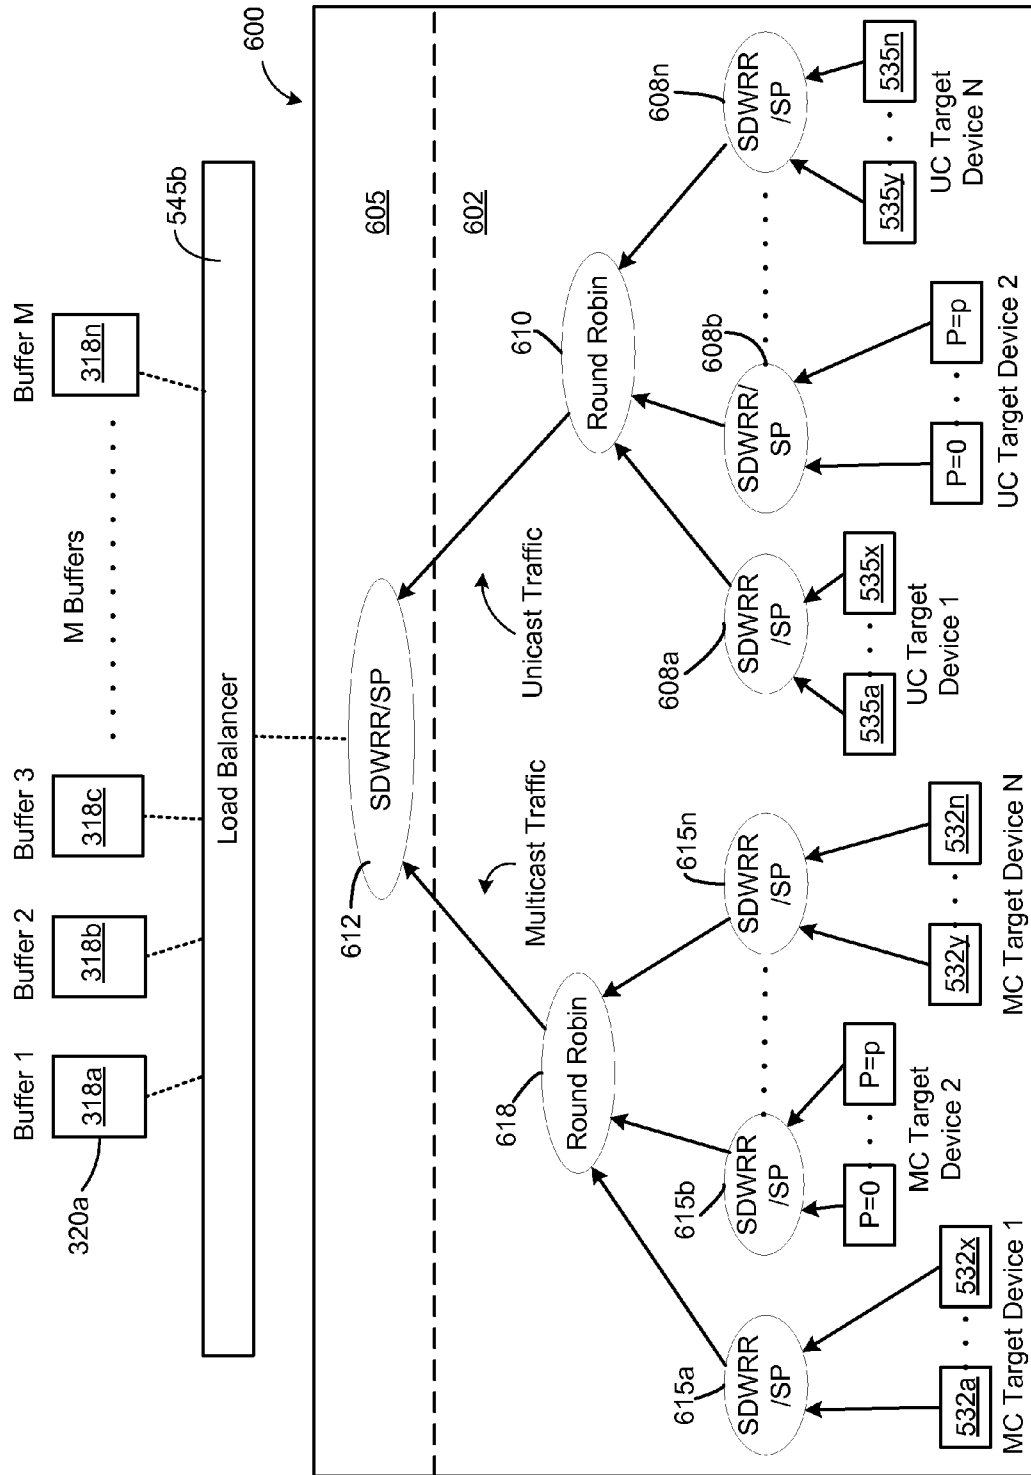 Buffer 1
Buffer 2
Buffer 3
M Buffers
Buffer M
318a
318b
318c
318n
320a
545b
Load Balancer
600
605
602
612
SDWRR/SP
Multicast Traffic
Unicast Traffic
618
Round Robin
610
Round Robin
615a
SDWRR
/SP
615b
SDWRR
/SP
615n
SDWRR
/SP
608a
SDWRR
/SP
608b
SDWRR/
SP
608n
SDWRR
/SP
532a
532x
MC Target Device 1
P=0
P=p
MC Target
Device 2
532y
532n
MC Target Device N
535a
535x
UC Target
Device 1
P=0
P=p
UC Target Device 2
535y
535n
UC Target
Device N